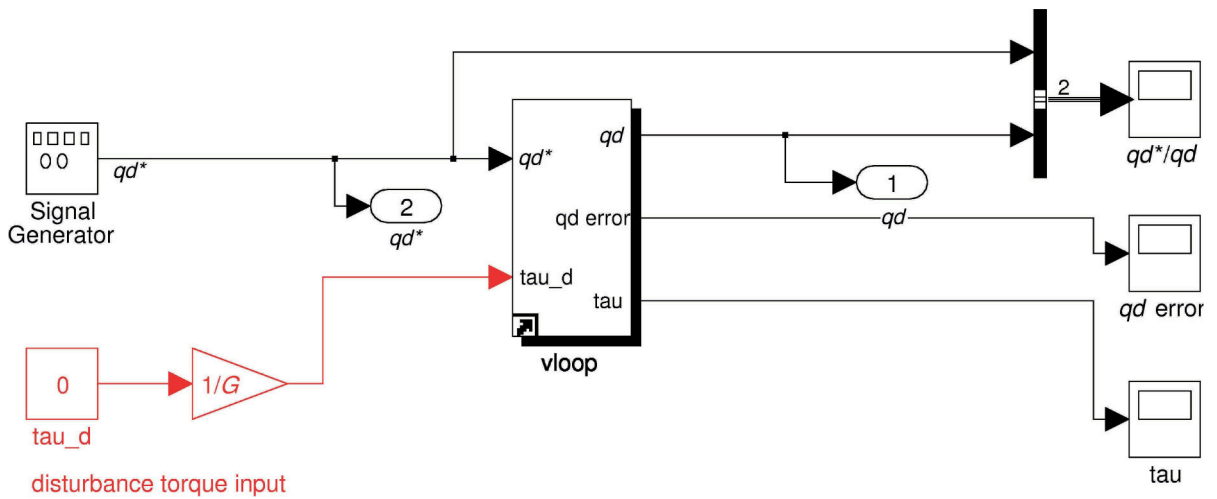 Signal
Generator
qd*
2
qd*
0
tau_d
1/G
disturbance torque input
qd*
tau_d
qd
qd error
tau
vloop
1
qd
2
qd*/qd
qd error
tau